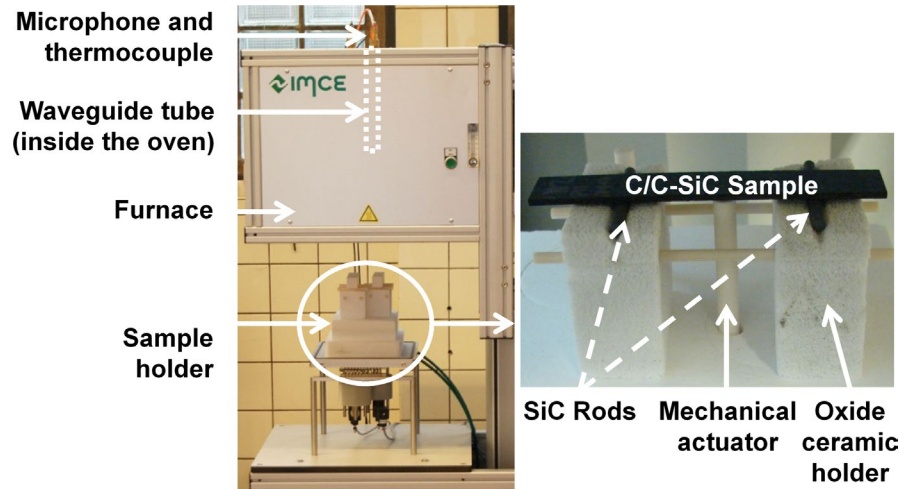 Microphone and
thermocouple
Waveguide tube
(inside the oven)
Furnace
Sample
holder
IMCE
C/C-SiC Sample
SiC Rods
Mechanical
actuator
Oxide
ceramic
holder